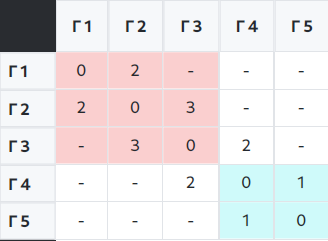 Г1 Г2 Г3 Г4 Г5
Г1 0 2 - - -
Г2 2 0 3 - -
Г3 - 3 0 2 -
Г4 - - 2 0 1
Г5 - - - 1 0